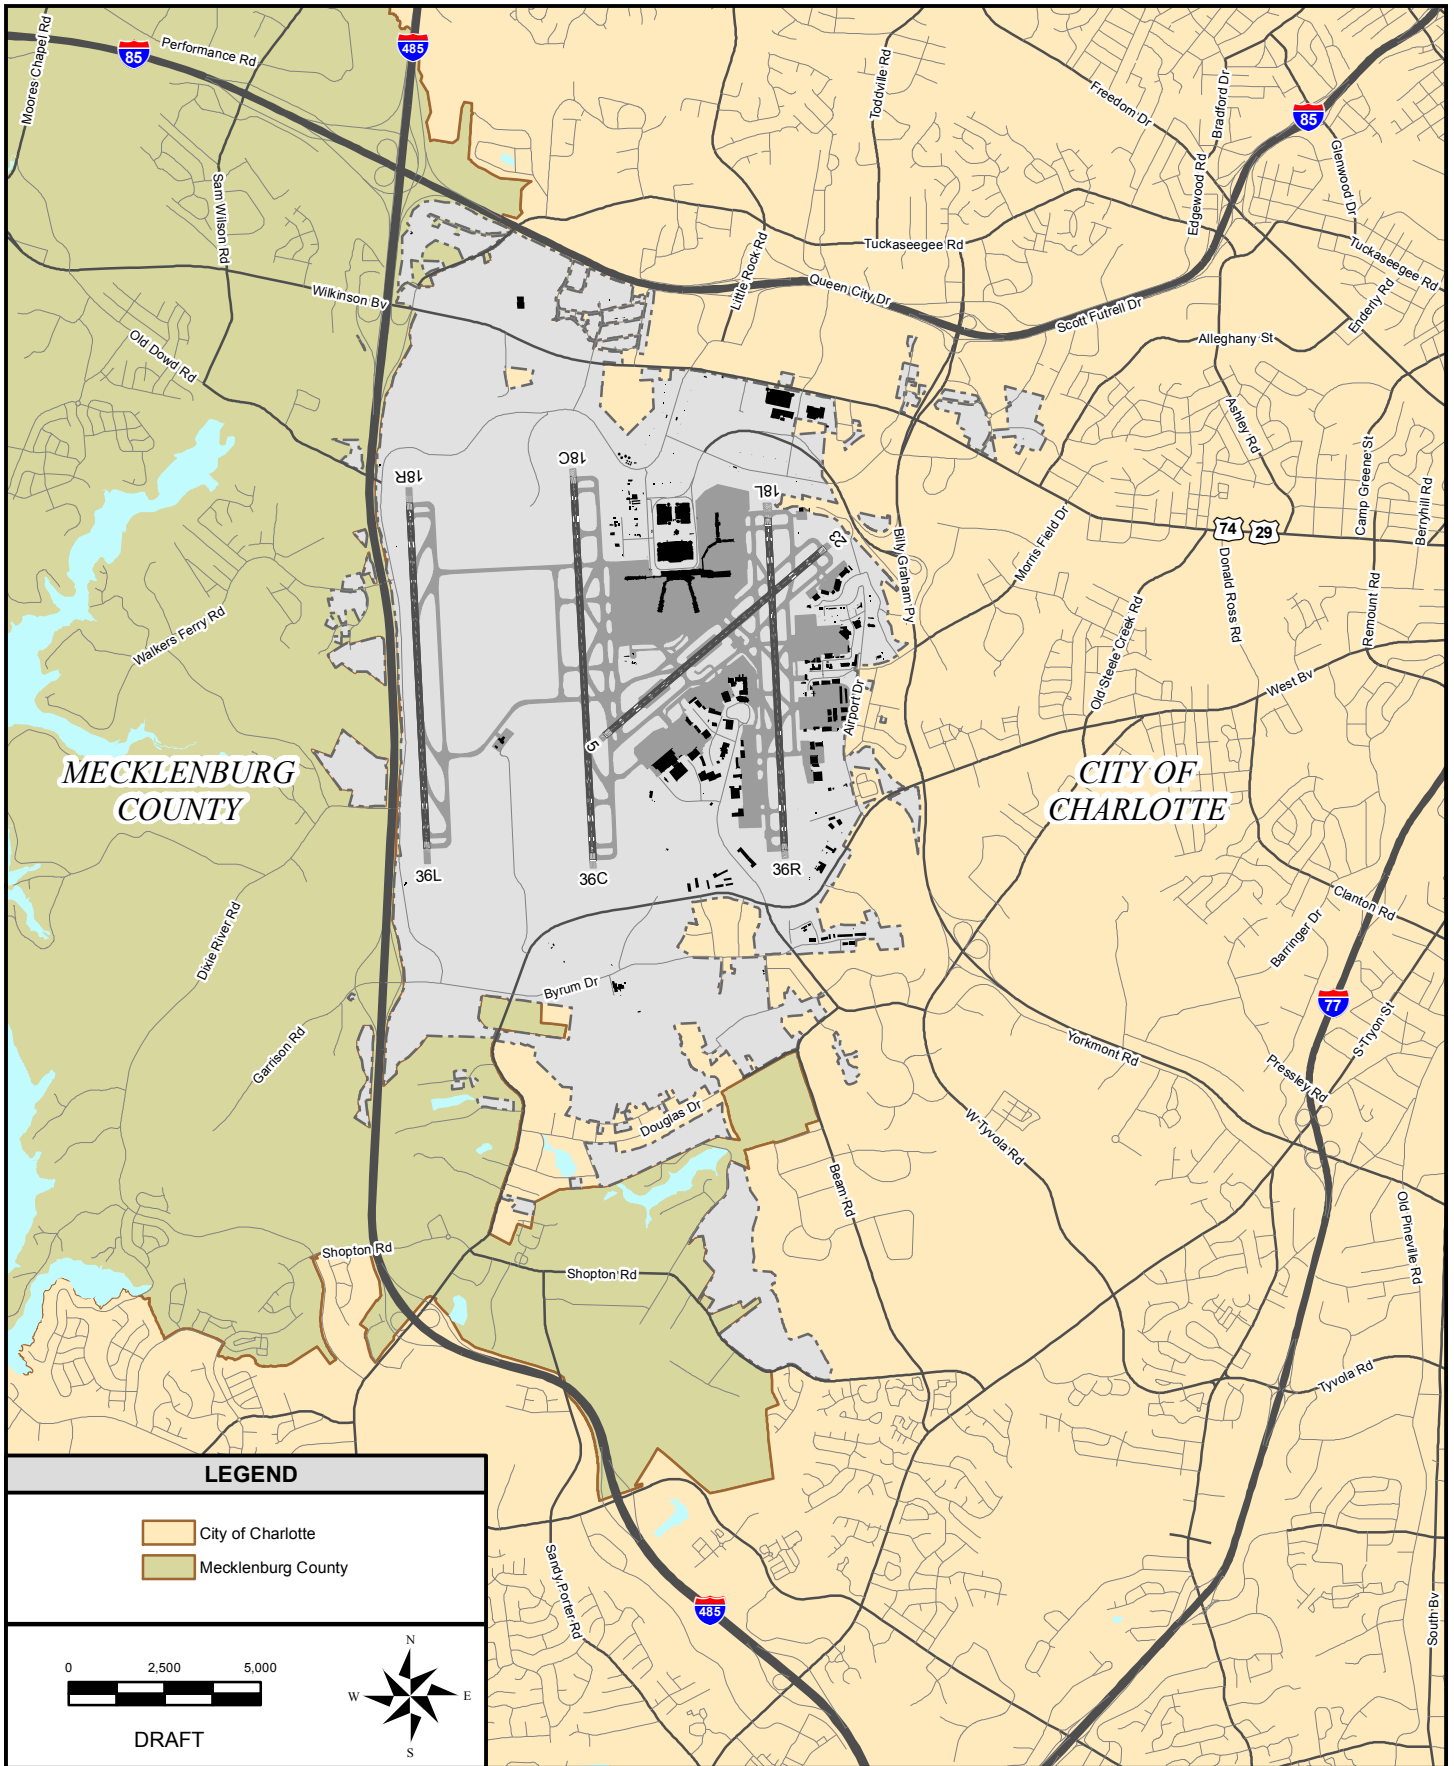 Moores Chapel Rd
85
Performance Rd
485
Toddville Rd
Freedom Dr
Bradford Dr
85
Glenwood Dr
Edgewood Rd
Sam Wilson Rd
Tuckaseegee Rd
Tuckaseegee Rd
Little Rock Rd
Queen City Dr
Scott Futrell Dr
Enderly Rd
Wilkinson Bv
Alleghany St
Old Dowd Rd
Ashley Rd
Camp Greene St
Berryhill Rd
18R
18C
18L
23
74
29
Billy Graham Py
Morris Field Dr
Donald Ross Rd
Remount Rd
Walkers Ferry Rd
Old Steele Creek Rd
West Bv
Airport Dr
5
MECKLENBURG
COUNTY
CITY OF
CHARLOTTE
36L
36C
36R
Clanton Rd
Barringer Dr
Dixie River Rd
Byrum Dr
77
S Tryon St
Garrison Rd
Yorkmont Rd
Pressley Rd
Douglas Dr
W Tyvola Rd
Beam Rd
Old Pineville Rd
Shopton Rd
Shopton Rd
Tyvola Rd
LEGEND
City of Charlotte
Mecklenburg County
Sandy Porter Rd
485
South Bv
0
2,500
5,000
N
W
E
S
DRAFT